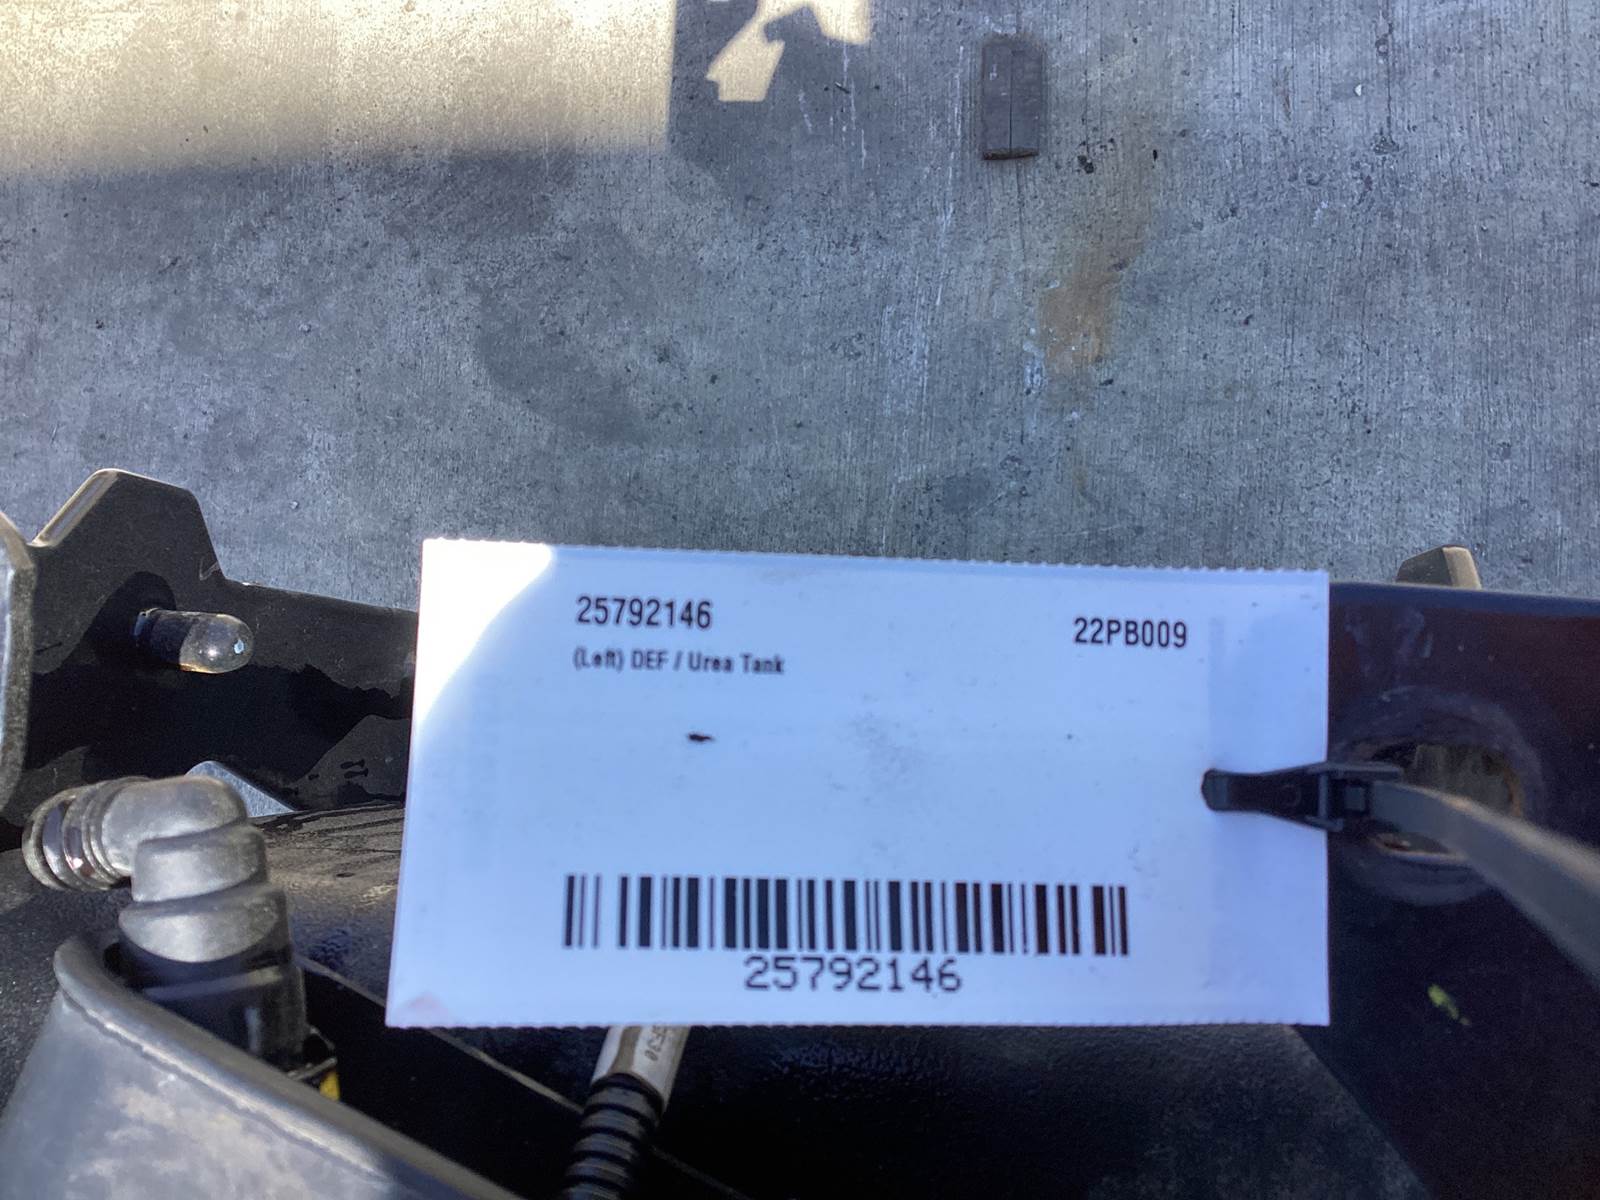 25792146 22PB009
(Left) DEF / Urea Tank
25792146